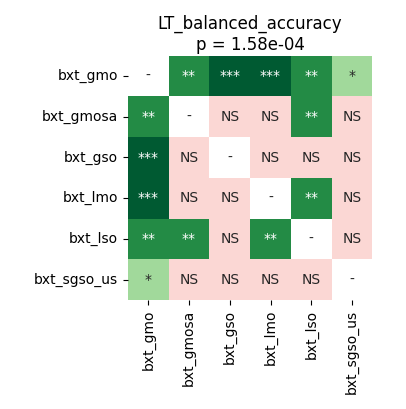 LT_balanced_accuracy
p = 1.58e-04
bxt_gmo - ** *** *** ** *
bxt_gmosa ** - NS NS ** NS
bxt_gso *** NS - NS NS NS
bxt_lmo *** NS NS - ** NS
bxt_lso ** ** NS ** - NS
bxt_sgso_us * NS NS NS NS -
bxt_gmo bxt_gmosa bxt_gso bxt_lmo bxt_lso bxt_sgso_us